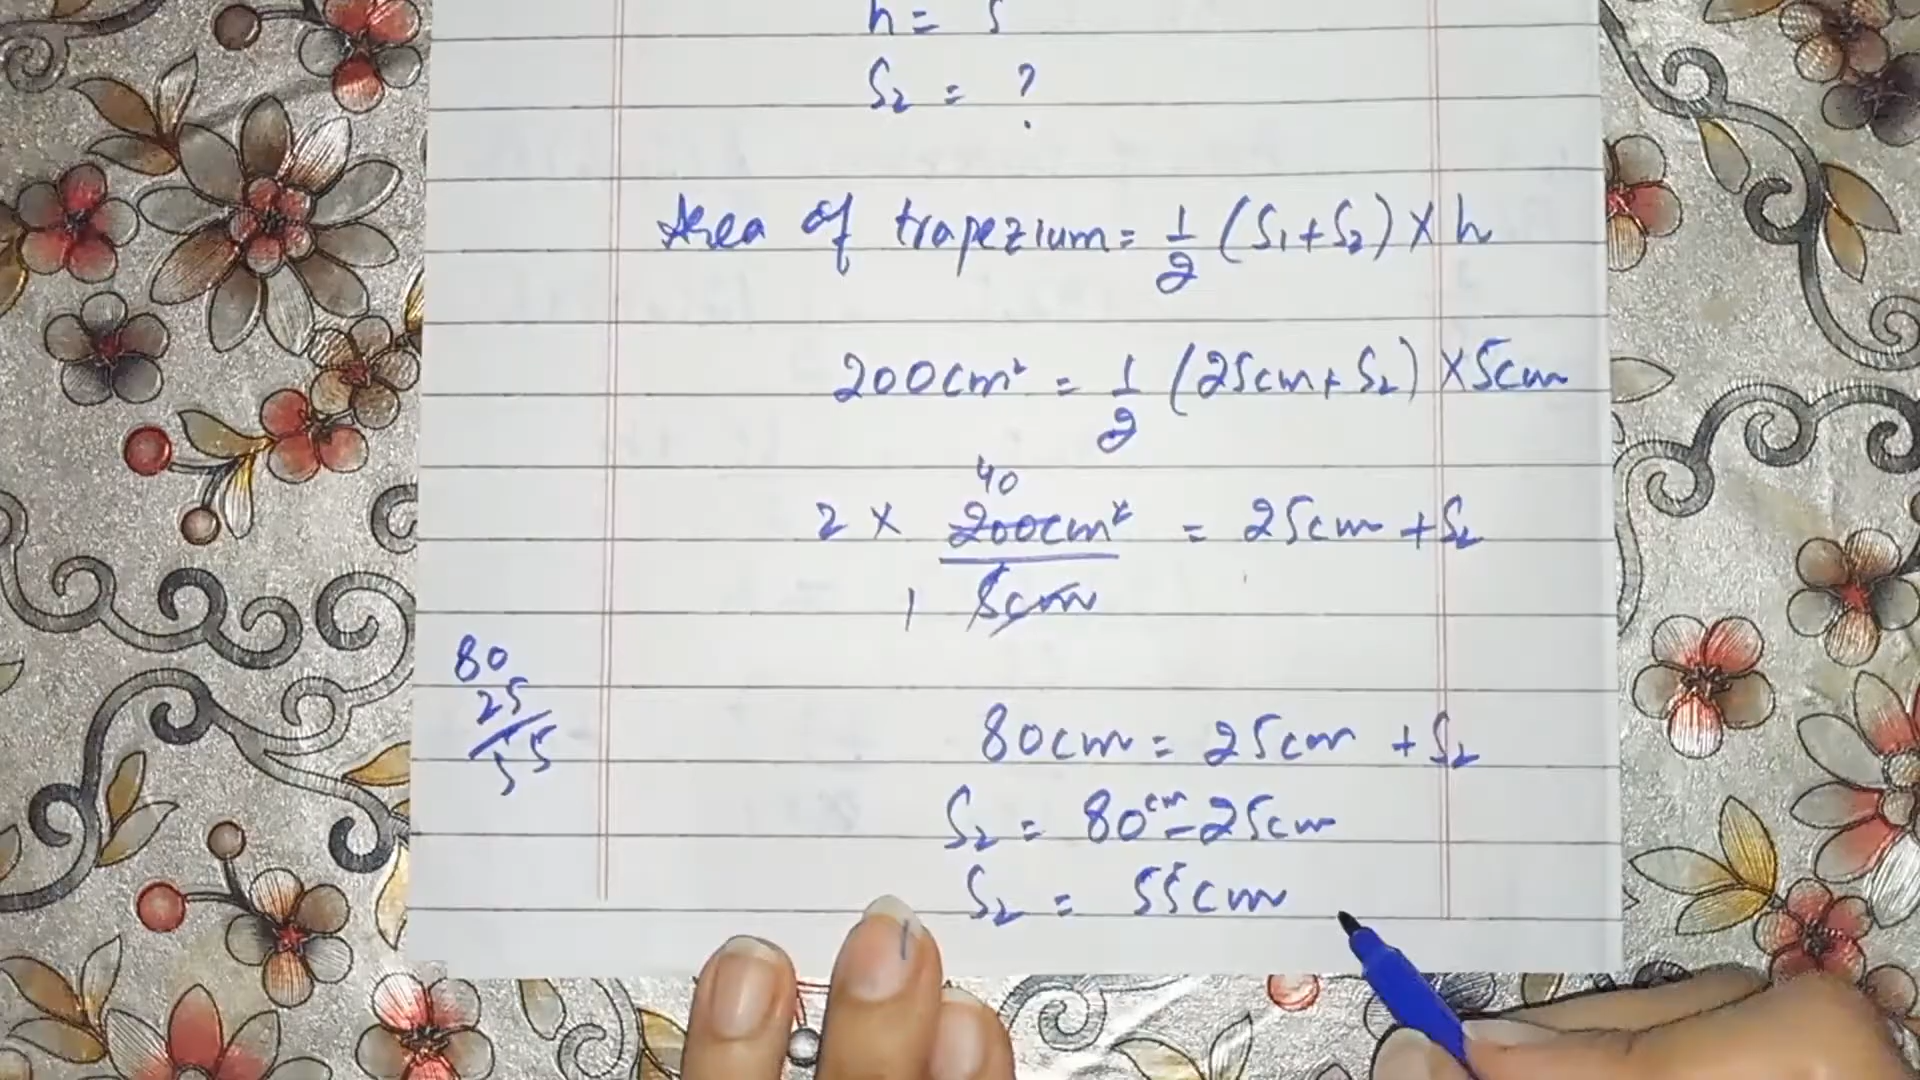 h = 5
S₂ = ?
Area of trapezium = 1/2 (S₁+S₂) × h
200cm² = 1/2 (25cm + S₂) × 5cm
40
2 × 200cm² = 25cm + S₂
1 5cm
80
25
55
80cm = 25cm + S₂
S₂ = 80cm - 25cm
S₂ = 55cm